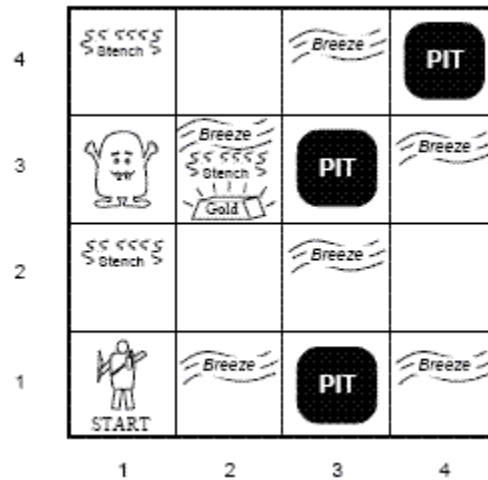 4
Stench
Breeze
PIT
3
Breeze
Stench
Gold
PIT
Breeze
2
Stench
Breeze
1
START
Breeze
PIT
Breeze
1 2 3 4